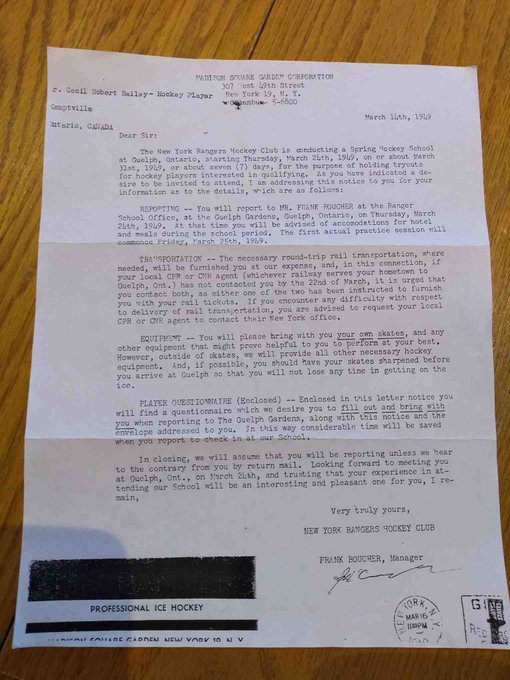 MADISON SQUARE GARDEN CORPORATION
307 West 49th Street
New York 19, N. Y.
Columbus 5-6800
r. Cecil Robert Bailey- Hockey Player
Kemptville
Ontario, CANADA
March 14th, 1949
Dear Sir:
The New York Rangers Hockey Club is conducting a Spring Hockey School
at Guelph, Ontario, starting Thursday, March 24th, 1949, on or about March
31st, 1949, or about seven (7) days, for the purpose of holding tryouts
for hockey players interested in qualifying. As you have indicated a de-
sire to be invited to attend, I am addressing this notice to you for your
information as to the details, which are as follows:
REPORTING -- You will report to MR. FRANK BOUCHER at the Ranger
School Office, at the Guelph Gardens, Guelph, Ontario, on Thursday, March
24th, 1949. At that time you will be advised of accomodations for hotel
and meals during the school period. The first actual practice session will
commence Friday, March 25th, 1949.
TRANSPORTATION -- The necessary round-trip rail transportation, where
needed, will be furnished you at our expense, and, in this connection, if
your local CPR or CNR agent (whichever railway serves your hometown to
Guelph, Ont.) has not contacted you by the 22nd of March, it is urged that
you contact both, as either one of the two has been instructed to furnish
you with your rail tickets. If you encounter any difficulty with respect
to delivery of rail transportation, you are advised to request your local
CPR or CNR agent to contact their New York office.
EQUIPMENT -- You will please bring with you your own skates, and any
other equipment that might prove helpful to you to perform at your best.
However, outside of skates, we will provide all other necessary hockey
equipment. And, if possible, you should have your skates sharpened before
you arrive at Guelph so that you will not lose any time in getting on the
ice.
PLAYER QUESTIONNAIRE (Enclosed) -- Enclosed in this letter notice you
will find a questionnaire which we desire you to fill out and bring with
you when reporting to The Guelph Gardens, along with this notice and the
envelope addressed to you. In this way considerable time will be saved
when you report to check in at our School.
In closing, we will assume that you will be reporting unless we hear
to the contrary from you by return mail. Looking forward to meeting you
at Guelph, Ont., on March 24th, and trusting that your experience in at-
tending our School will be an interesting and pleasant one for you, I re-
main,
Very truly yours,
NEW YORK RANGERS HOCKEY CLUB
FRANK BOUCHER, Manager
PROFESSIONAL ICE HOCKEY
MADISON SQUARE GARDEN, NEW YORK 19, N. Y.
NEW YORK, N.Y.
MAR 16